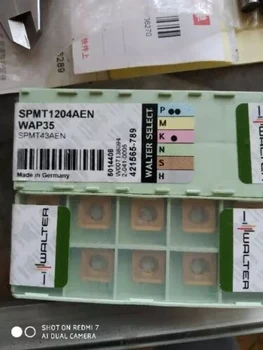 SPMT1204AEN
WAP35
SPMT43AEN
Made in Germany
5014408
421565-789
WALTER SELECT
P
M
K
N
S
H
WALTER
WALTER
SHOT ON REDMI 7
AI DUAL CAMERA